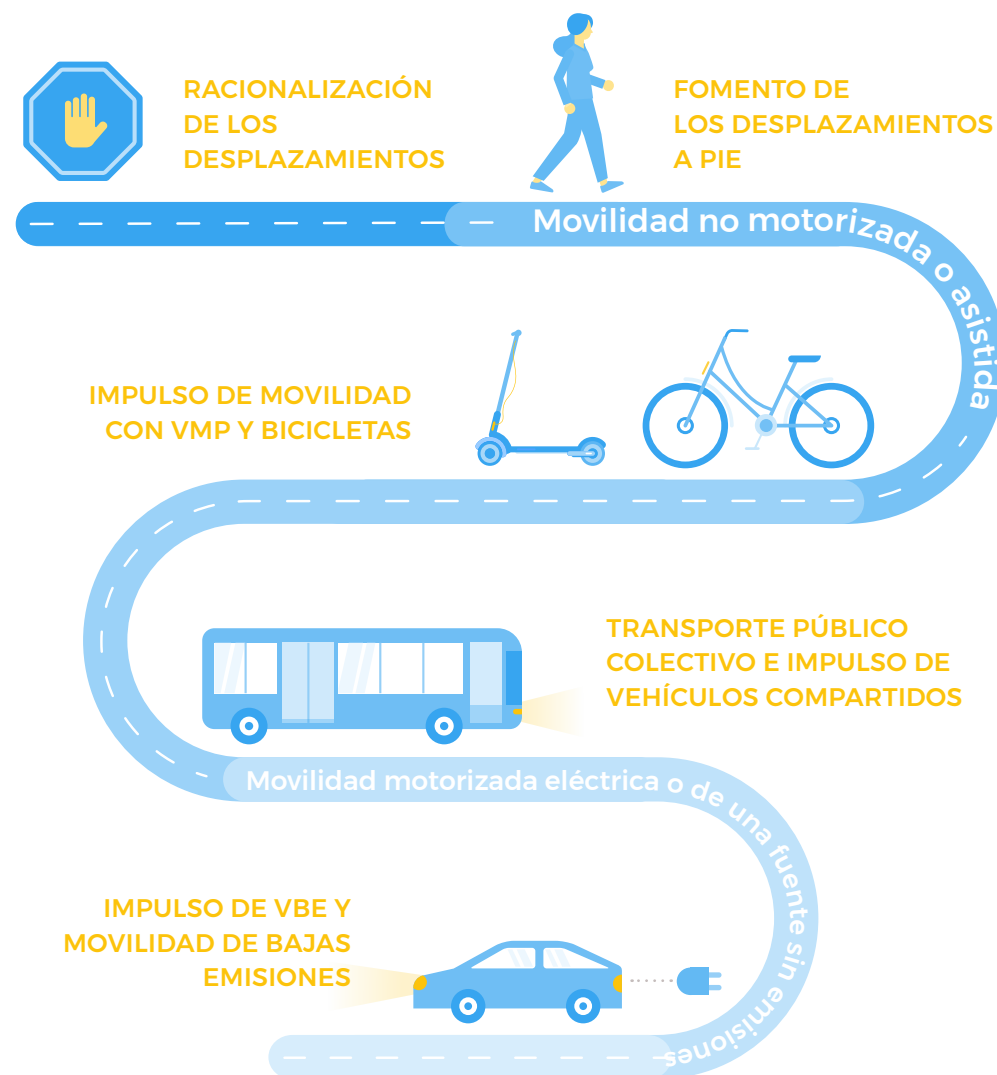 RACIONALIZACIÓN
DE LOS
DESPLAZAMIENTOS
FOMENTO DE
LOS DESPLAZAMIENTOS
A PIE
Movilidad no motorizada o asistida
IMPULSO DE MOVILIDAD
CON VMP Y BICICLETAS
TRANSPORTE PÚBLICO
COLECTIVO E IMPULSO DE
VEHÍCULOS COMPARTIDOS
Movilidad motorizada eléctrica o de una fuente sin emisiones
IMPULSO DE VBE Y
MOVILIDAD DE BAJAS
EMISIONES